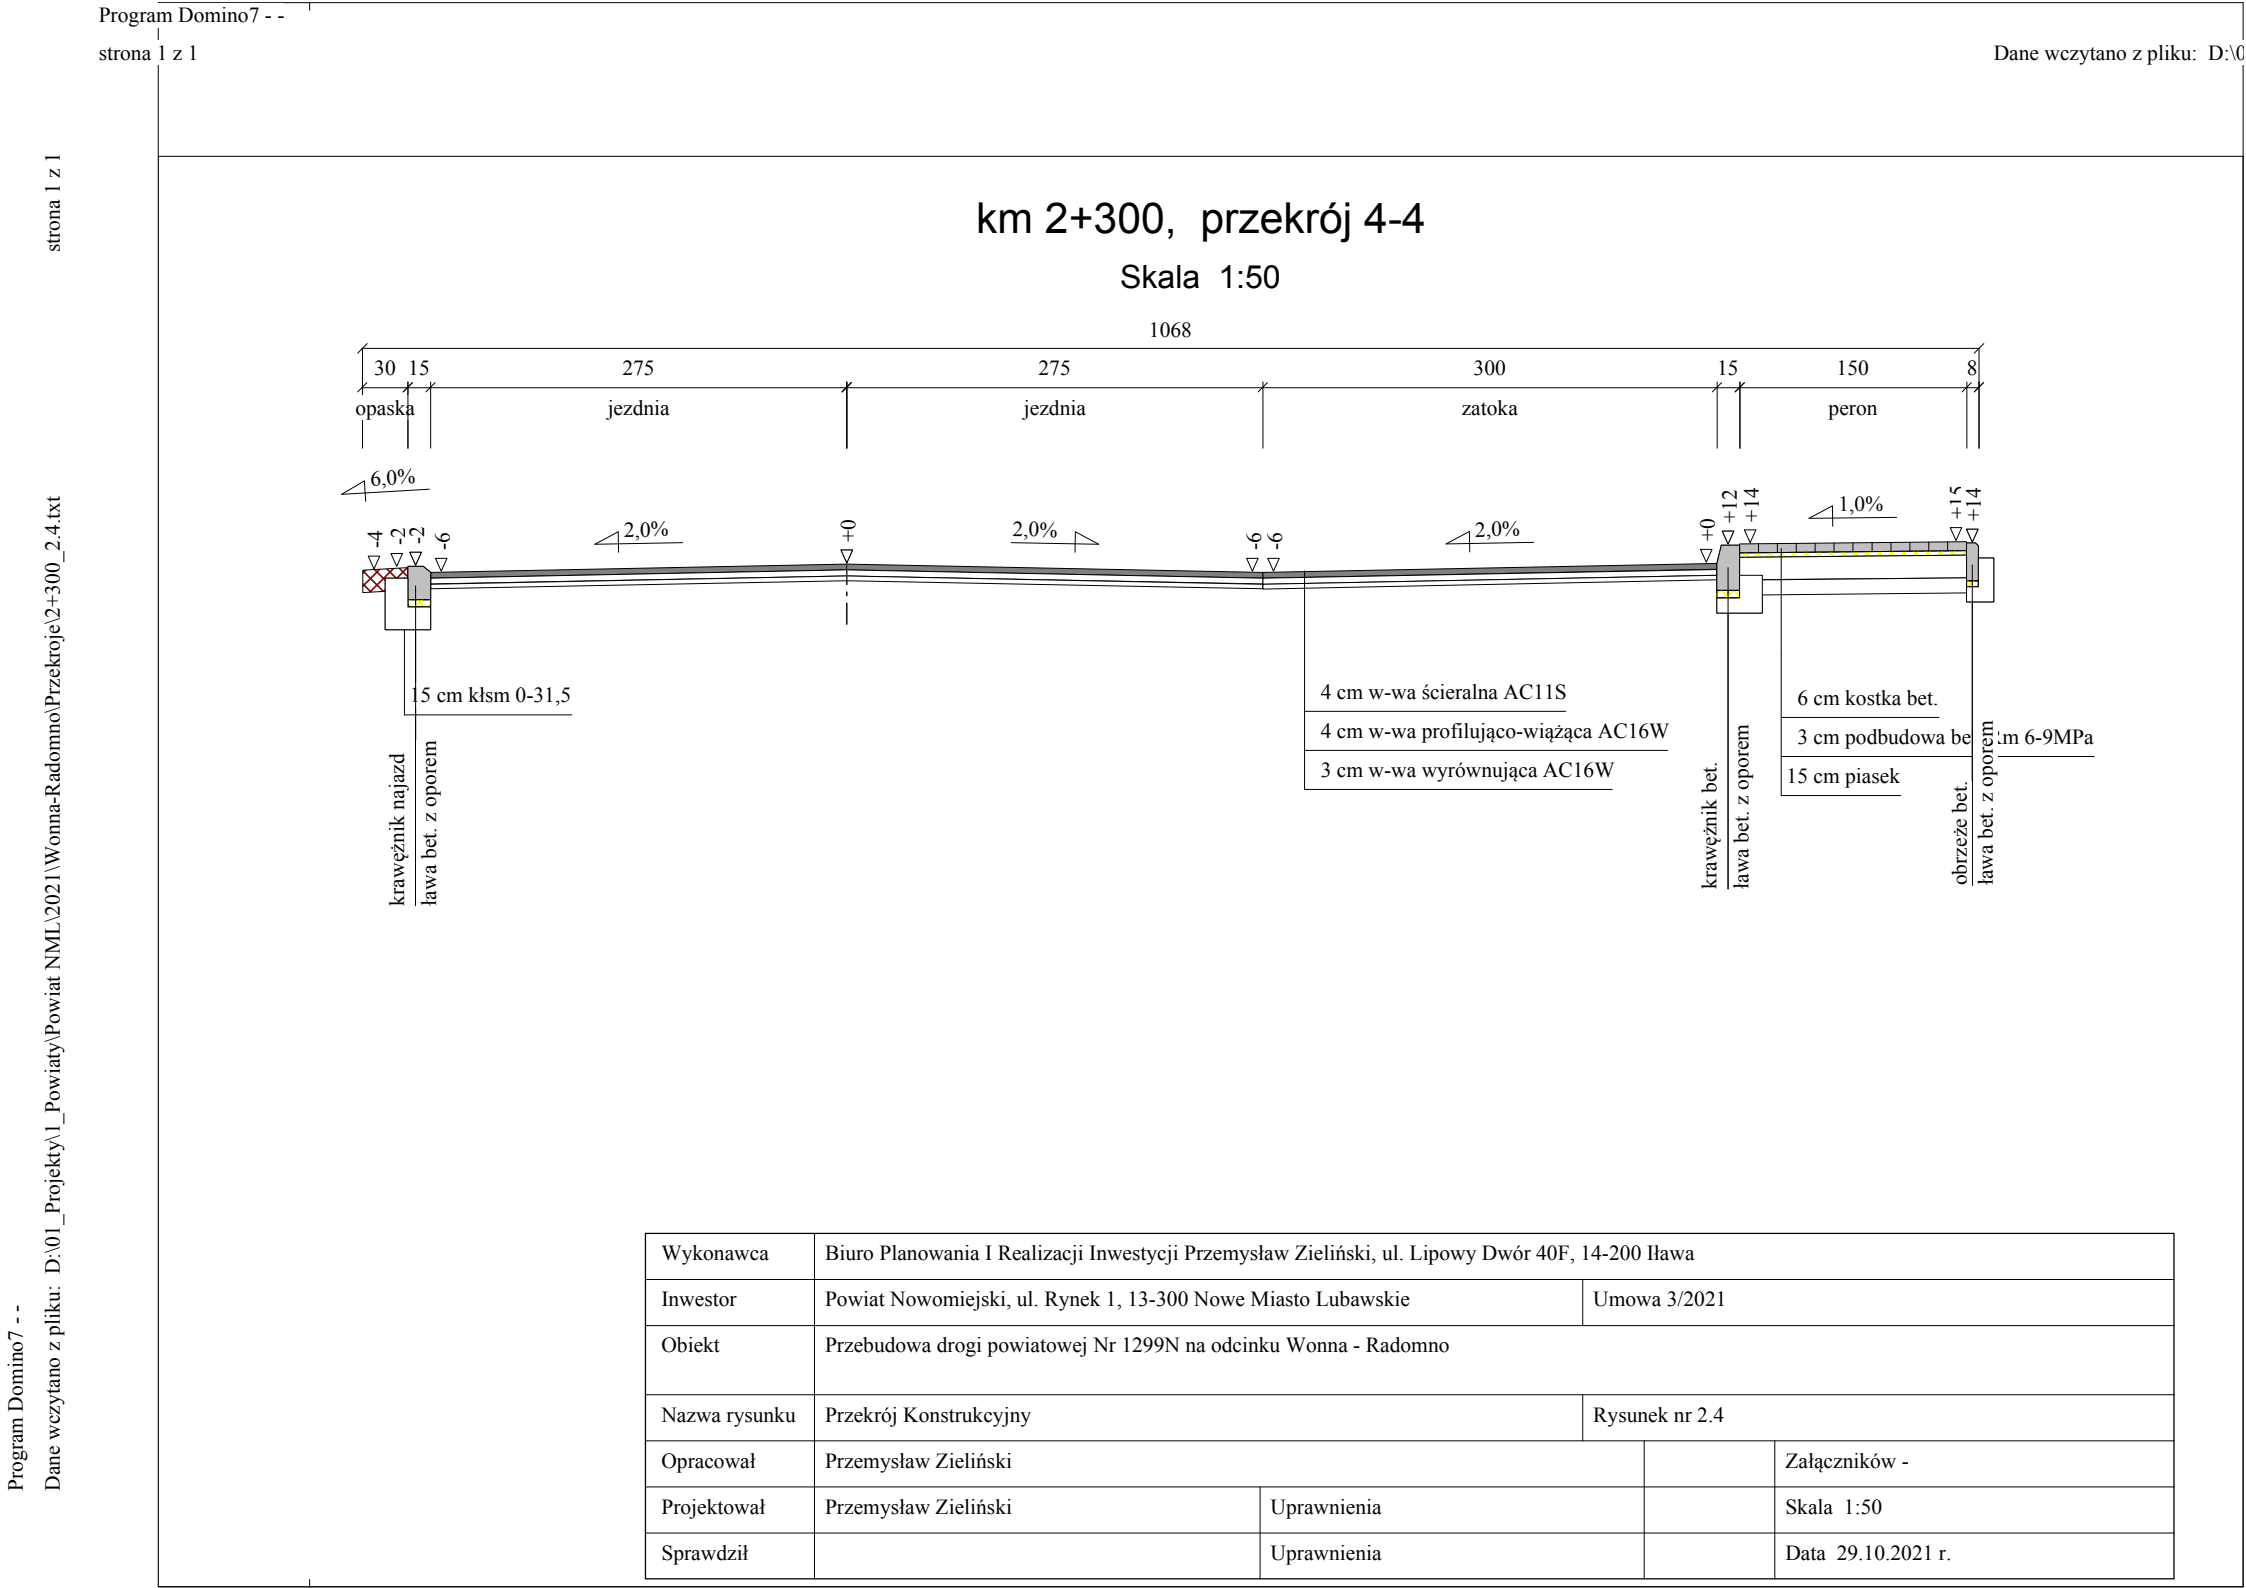 Program Domino7 - -
strona 1 z 1
Dane wczytano z pliku: D:\0
strona 1 z 1
Program Domino7 - -
Dane wczytano z pliku: D:\01_Projekty\1_Powiaty\Powiat NML\2021\Wonna-Radomno\Przekroje\2+300_2.4.txt
km 2+300, przekrój 4-4
Skala 1:50
1068
30 15 275 275 300 15 150 8
opaska jezdnia jezdnia zatoka peron
6,0% 2,0% 2,0% 2,0% 1,0%
-4 -2 -2 -6 +0 -6 -6 +0 +12 +14 +15 +14
15 cm kłsm 0-31,5
krawężnik najazd
ława bet. z oporem
4 cm w-wa ścieralna AC11S
4 cm w-wa profilująco-wiążąca AC16W
3 cm w-wa wyrównująca AC16W
krawężnik bet.
ława bet. z oporem
6 cm kostka bet.
3 cm podbudowa be m 6-9MPa
15 cm piasek
obrzeże bet.
ława bet. z oporem
Wykonawca Biuro Planowania I Realizacji Inwestycji Przemysław Zieliński, ul. Lipowy Dwór 40F, 14-200 Iława
Inwestor Powiat Nowomiejski, ul. Rynek 1, 13-300 Nowe Miasto Lubawskie Umowa 3/2021
Obiekt Przebudowa drogi powiatowej Nr 1299N na odcinku Wonna - Radomno
Nazwa rysunku Przekrój Konstrukcyjny Rysunek nr 2.4
Opracował Przemysław Zieliński Załączników -
Projektował Przemysław Zieliński Uprawnienia Skala 1:50
Sprawdził Uprawnienia Data 29.10.2021 r.